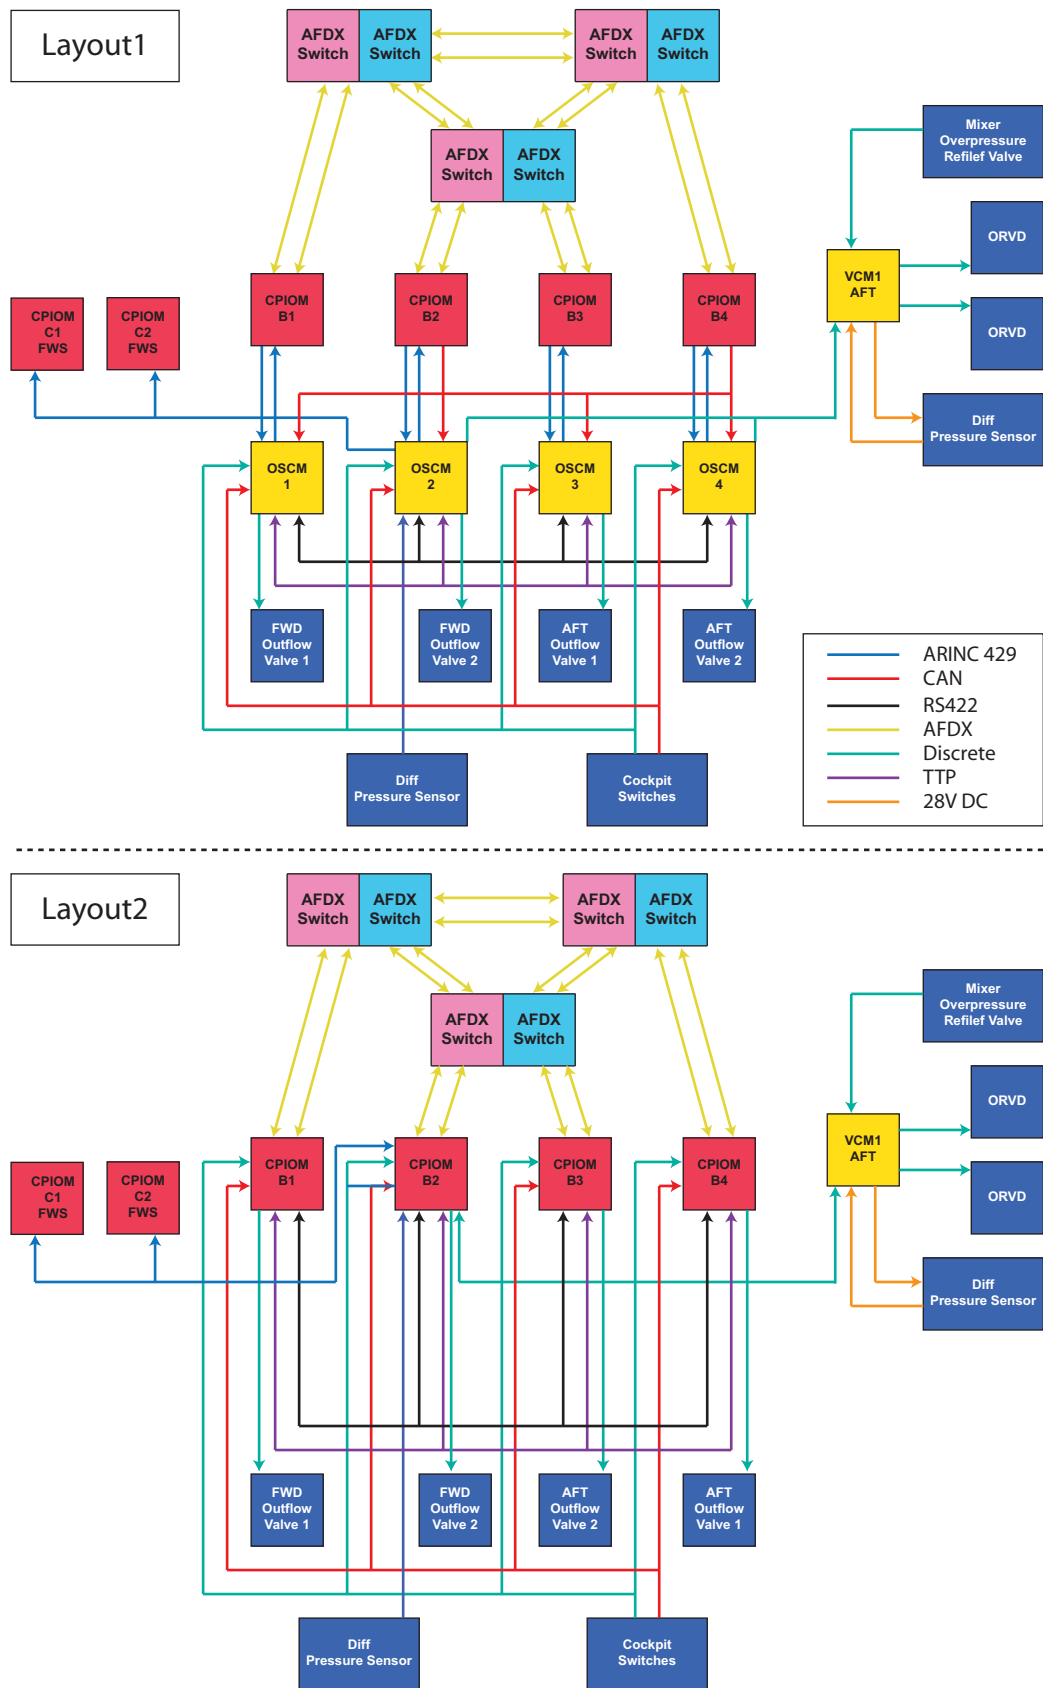 Layout1
AFDX
Switch
AFDX
Switch
AFDX
Switch
AFDX
Switch
AFDX
Switch
AFDX
Switch
Mixer
Overpressure
Refilef Valve
ORVD
VCM1
AFT
ORVD
Diff
Pressure Sensor
CPIOM
C1
FWS
CPIOM
C2
FWS
CPIOM
B1
CPIOM
B2
CPIOM
B3
CPIOM
B4
OSCM
1
OSCM
2
OSCM
3
OSCM
4
FWD
Outflow
Valve 1
FWD
Outflow
Valve 2
AFT
Outflow
Valve 1
AFT
Outflow
Valve 2
Diff
Pressure Sensor
Cockpit
Switches
ARINC 429
CAN
RS422
AFDX
Discrete
TTP
28V DC
Layout2
AFDX
Switch
AFDX
Switch
AFDX
Switch
AFDX
Switch
AFDX
Switch
AFDX
Switch
Mixer
Overpressure
Refilef Valve
ORVD
VCM1
AFT
ORVD
Diff
Pressure Sensor
CPIOM
C1
FWS
CPIOM
C2
FWS
CPIOM
B1
CPIOM
B2
CPIOM
B3
CPIOM
B4
FWD
Outflow
Valve 1
FWD
Outflow
Valve 2
AFT
Outflow
Valve 2
AFT
Outflow
Valve 1
Diff
Pressure Sensor
Cockpit
Switches